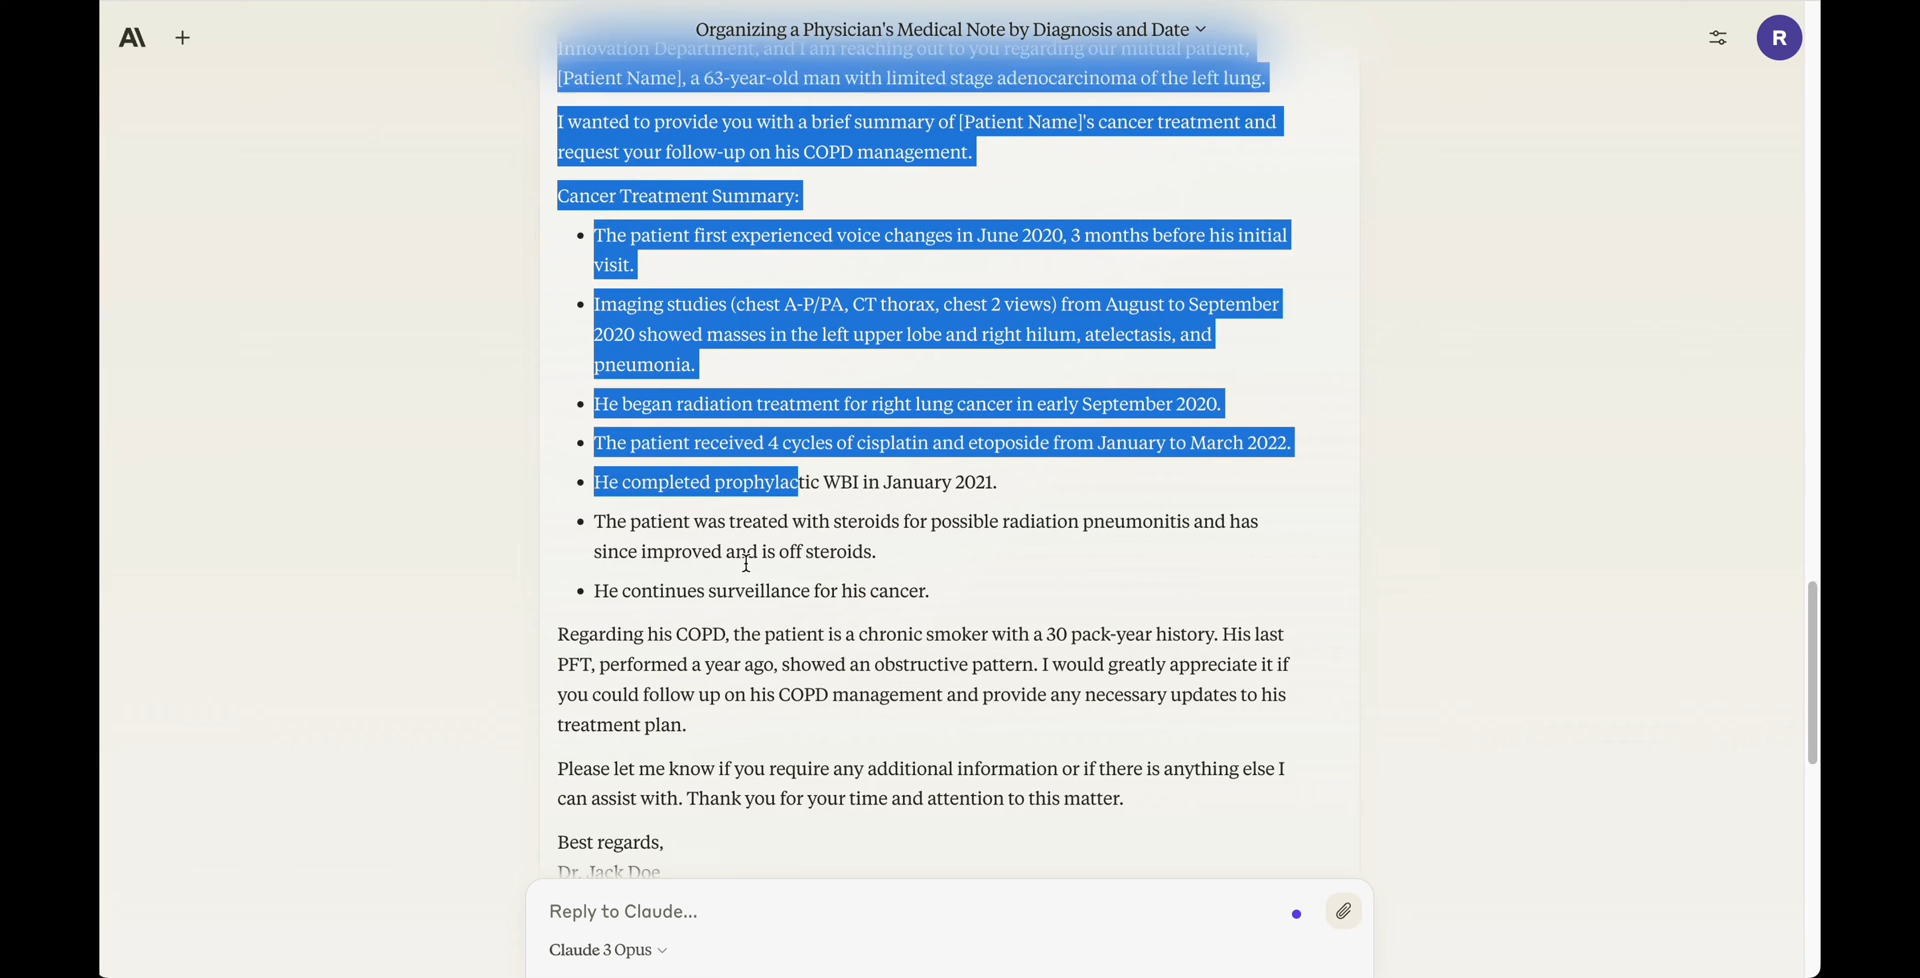 Organizing a Physician's Medical Note by Diagnosis and Date
R
Innovation Department, and I am reaching out to you regarding our mutual patient,
[Patient Name], a 63-year-old man with limited stage adenocarcinoma of the left lung.
I wanted to provide you with a brief summary of [Patient Name]'s cancer treatment and
request your follow-up on his COPD management.
Cancer Treatment Summary:
• The patient first experienced voice changes in June 2020, 3 months before his initial
visit.
• Imaging studies (chest A-P/PA, CT thorax, chest 2 views) from August to September
2020 showed masses in the left upper lobe and right hilum, atelectasis, and
pneumonia.
• He began radiation treatment for right lung cancer in early September 2020.
• The patient received 4 cycles of cisplatin and etoposide from January to March 2022.
• He completed prophylactic WBI in January 2021.
• The patient was treated with steroids for possible radiation pneumonitis and has
since improved and is off steroids.
• He continues surveillance for his cancer.
Regarding his COPD, the patient is a chronic smoker with a 30 pack-year history. His last
PFT, performed a year ago, showed an obstructive pattern. I would greatly appreciate it if
you could follow up on his COPD management and provide any necessary updates to his
treatment plan.
Please let me know if you require any additional information or if there is anything else I
can assist with. Thank you for your time and attention to this matter.
Best regards,
Dr. Jack Doe
Reply to Claude...
Claude 3 Opus